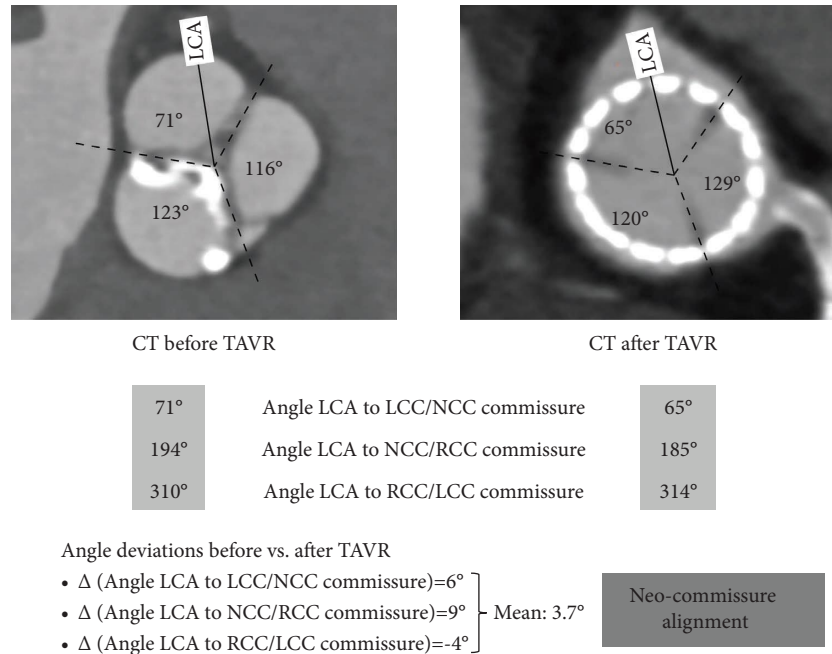 LCA
71°
116°
123°
LCA
65°
129°
120°
CT before TAVR
CT after TAVR
71° Angle LCA to LCC/NCC commissure 65°
194° Angle LCA to NCC/RCC commissure 185°
310° Angle LCA to RCC/LCC commissure 314°
Angle deviations before vs. after TAVR
• Δ (Angle LCA to LCC/NCC commissure)=6°
• Δ (Angle LCA to NCC/RCC commissure)=9°
• Δ (Angle LCA to RCC/LCC commissure)=-4°
Mean: 3.7°
Neo-commissure
alignment